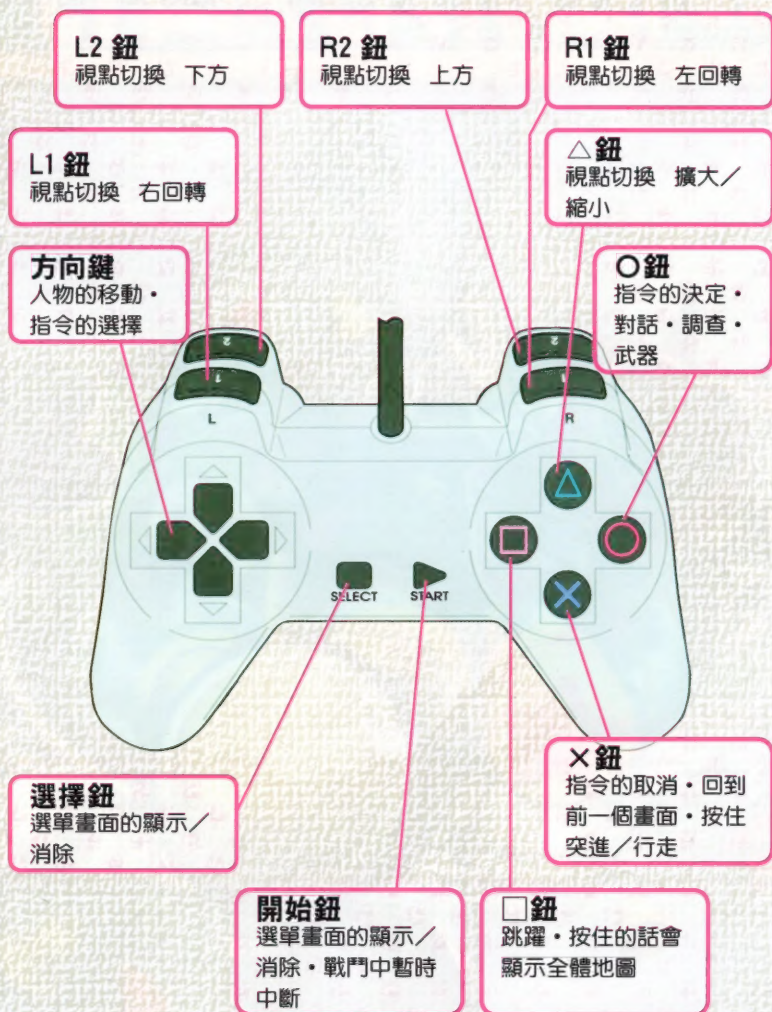 L2 鈕
視點切換 下方
R2 鈕
視點切換 上方
R1 鈕
視點切換 左回轉
L1 鈕
視點切換 右回轉
△鈕
視點切換 擴大／
縮小
方向鍵
人物的移動・
指令的選擇
○鈕
指令的決定・
對話・調查・
武器
2
1
L
2
1
R
SELECT
START
選擇鈕
選單畫面的顯示／
消除
×鈕
指令的取消・回到
前一個畫面・按住
突進／行走
開始鈕
選單畫面的顯示／
消除・戰鬥中暫時
中斷
□鈕
跳躍・按住的話會
顯示全體地圖